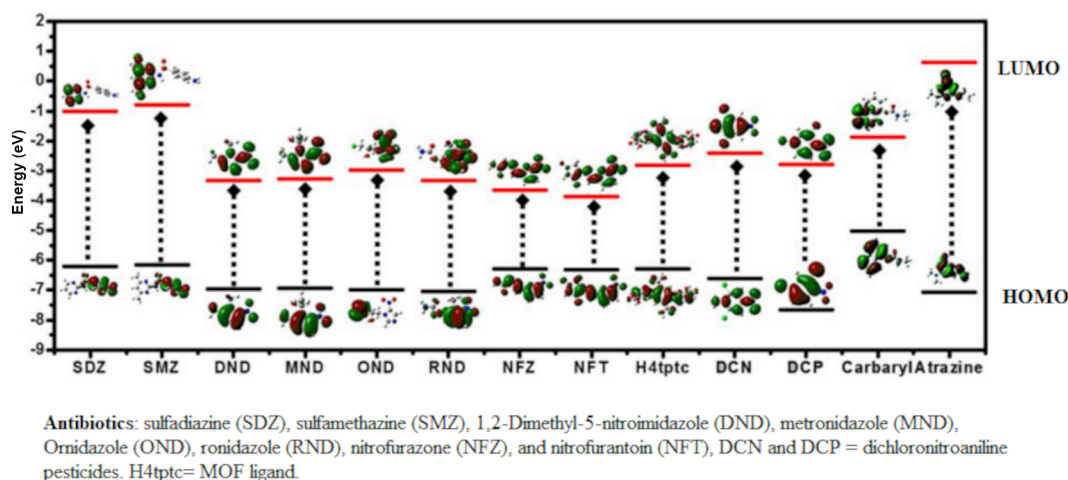 2
1
0
-1
-2
-3
-4
-5
-6
-7
-8
-9
Energy (eV)
LUMO
HOMO
SDZ SMZ DND MND OND RND NFZ NFT H4tptc DCN DCP Carbaryl Atrazine
Antibiotics: sulfadiazine (SDZ), sulfamethazine (SMZ), 1,2-Dimethyl-5-nitroimidazole (DND), metronidazole (MND),
Ornidazole (OND), ronidazole (RND), nitrofurazone (NFZ), and nitrofurantoin (NFT), DCN and DCP = dichloronitroaniline
pesticides. H4tptc= MOF ligand.